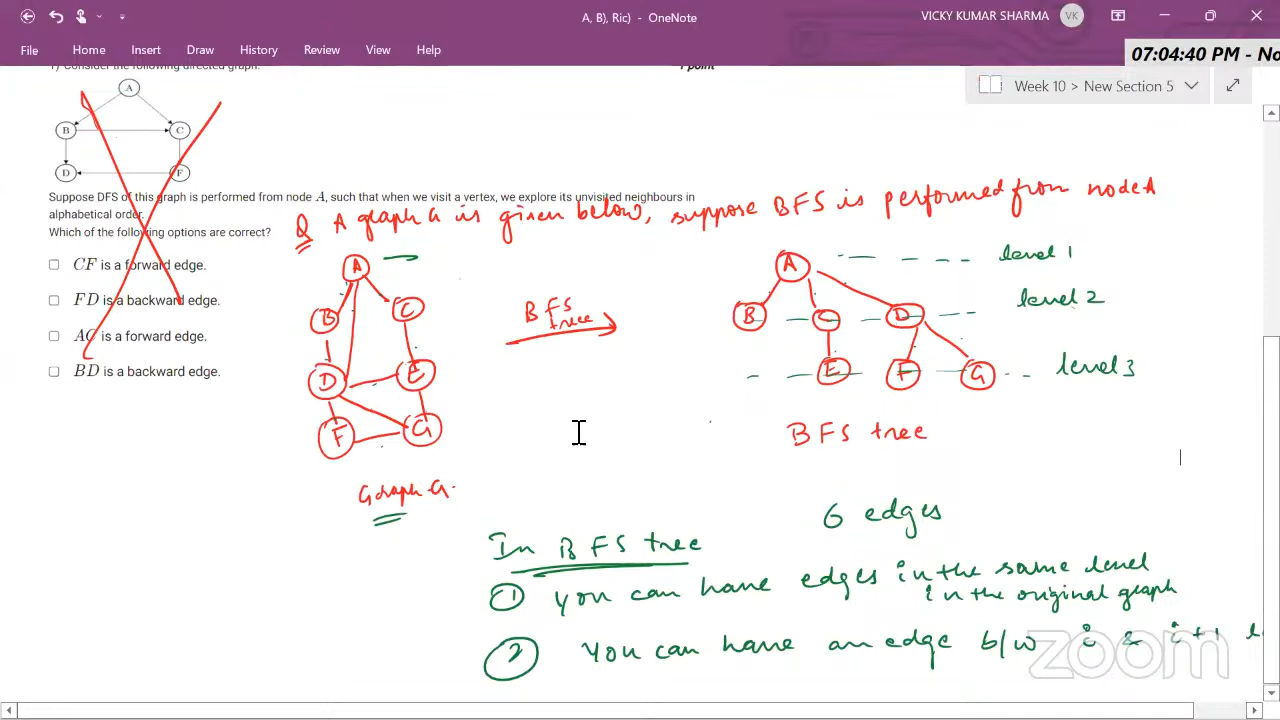 A, B), Ric) - OneNote
VICKY KUMAR SHARMA
VK
File Home Insert Draw History Review View Help
07:04:40 PM - No
1) Consider the following directed graph.
1 point
Week 10 > New Section 5
A
B
C
D
F
Suppose DFS of this graph is performed from node A, such that when we visit a vertex, we explore its unvisited neighbours in
alphabetical order.
Which of the following options are correct?
CF is a forward edge.
FD is a backward edge.
AC is a forward edge.
BD is a backward edge.
Q A graph G is given below, suppose BFS is performed from node A
A
B C
D E
F G
Graph G.
BFS
tree
A
B C D
E F G
level 1
level 2
level 3
BFS tree
6 edges
In BFS tree
① you can have edges in the same level
in the original graph
② you can have an edge b/w i & i+1 l
zoom